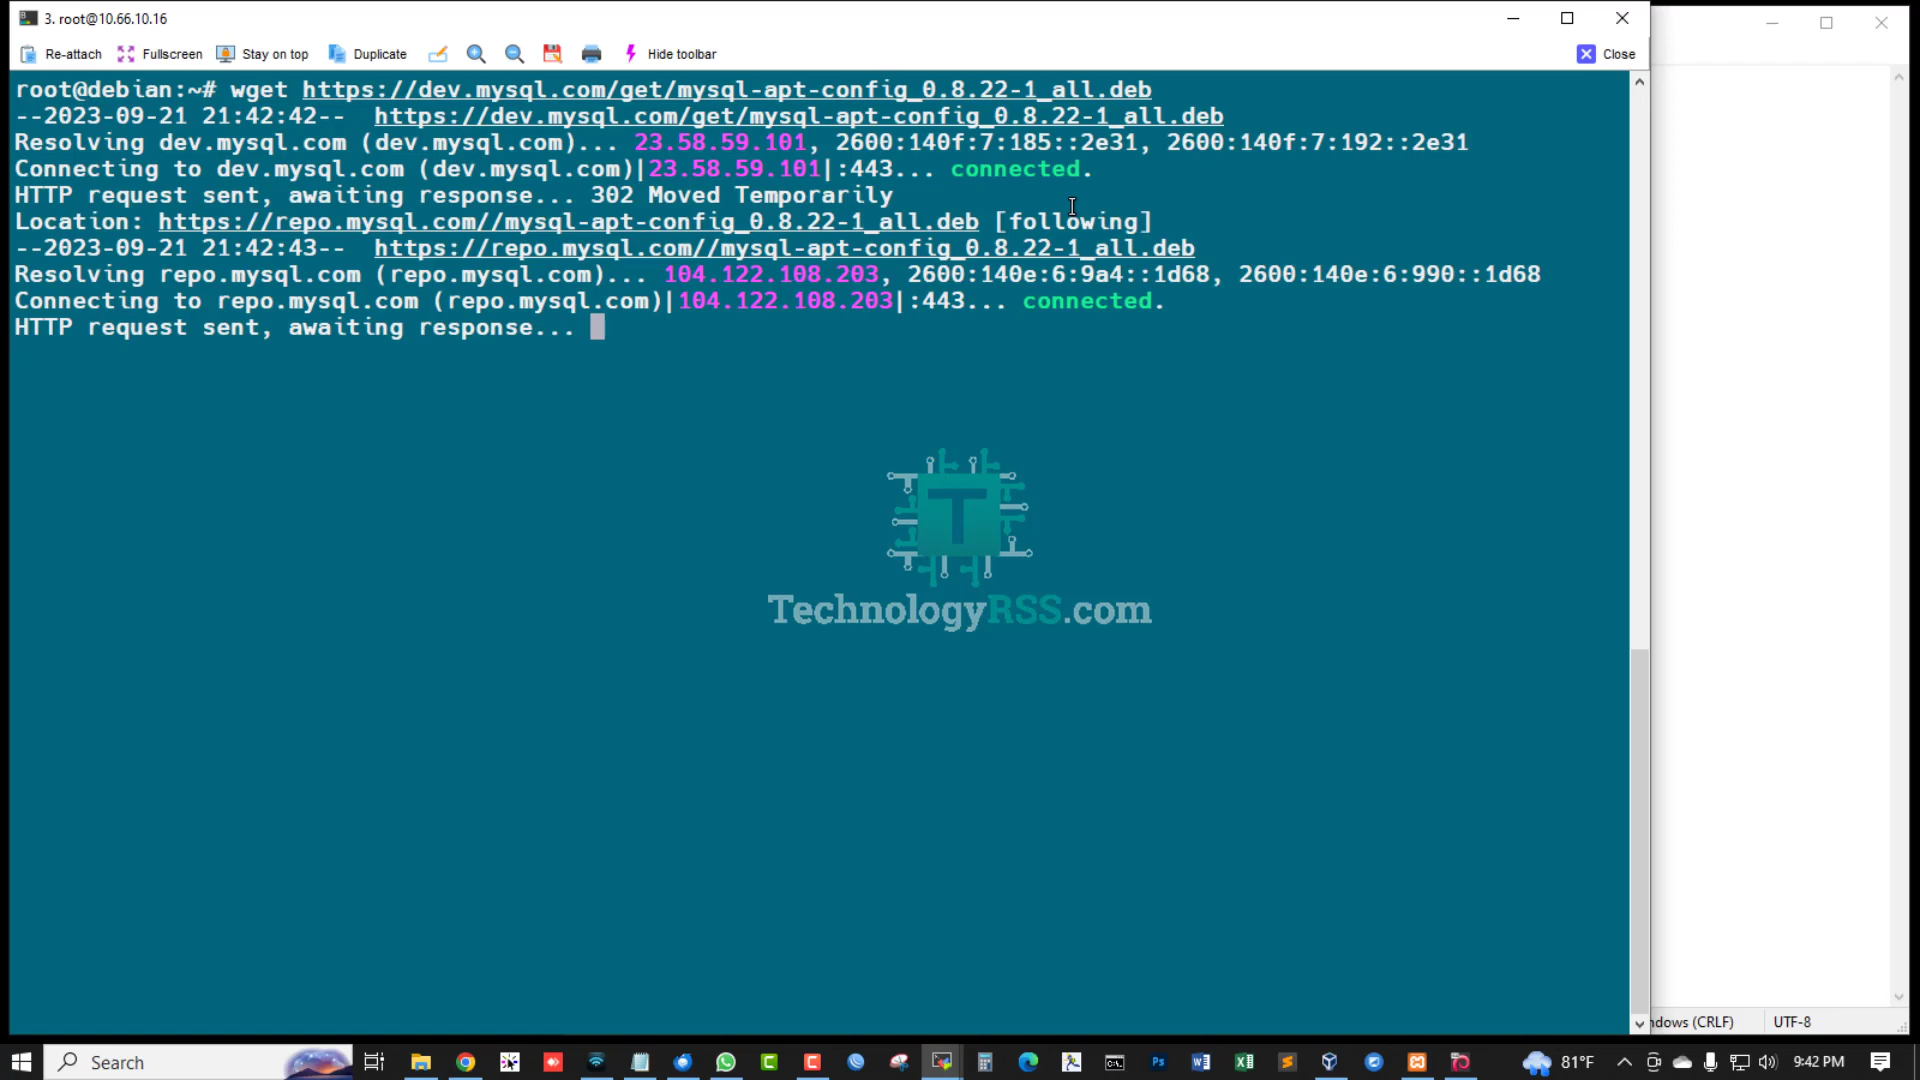 3. root@10.66.10.16
Re-attach Fullscreen Stay on top Duplicate Hide toolbar Close
root@debian:~# wget https://dev.mysql.com/get/mysql-apt-config_0.8.22-1_all.deb
--2023-09-21 21:42:42--  https://dev.mysql.com/get/mysql-apt-config_0.8.22-1_all.deb
Resolving dev.mysql.com (dev.mysql.com)... 23.58.59.101, 2600:140f:7:185::2e31, 2600:140f:7:192::2e31
Connecting to dev.mysql.com (dev.mysql.com)|23.58.59.101|:443... connected.
HTTP request sent, awaiting response... 302 Moved Temporarily
Location: https://repo.mysql.com//mysql-apt-config_0.8.22-1_all.deb [following]
--2023-09-21 21:42:43--  https://repo.mysql.com//mysql-apt-config_0.8.22-1_all.deb
Resolving repo.mysql.com (repo.mysql.com)... 104.122.108.203, 2600:140e:6:9a4::1d68, 2600:140e:6:990::1d68
Connecting to repo.mysql.com (repo.mysql.com)|104.122.108.203|:443... connected.
HTTP request sent, awaiting response...
T
TechnologyRSS.com
ndows (CRLF) UTF-8
Search 81°F 9:42 PM